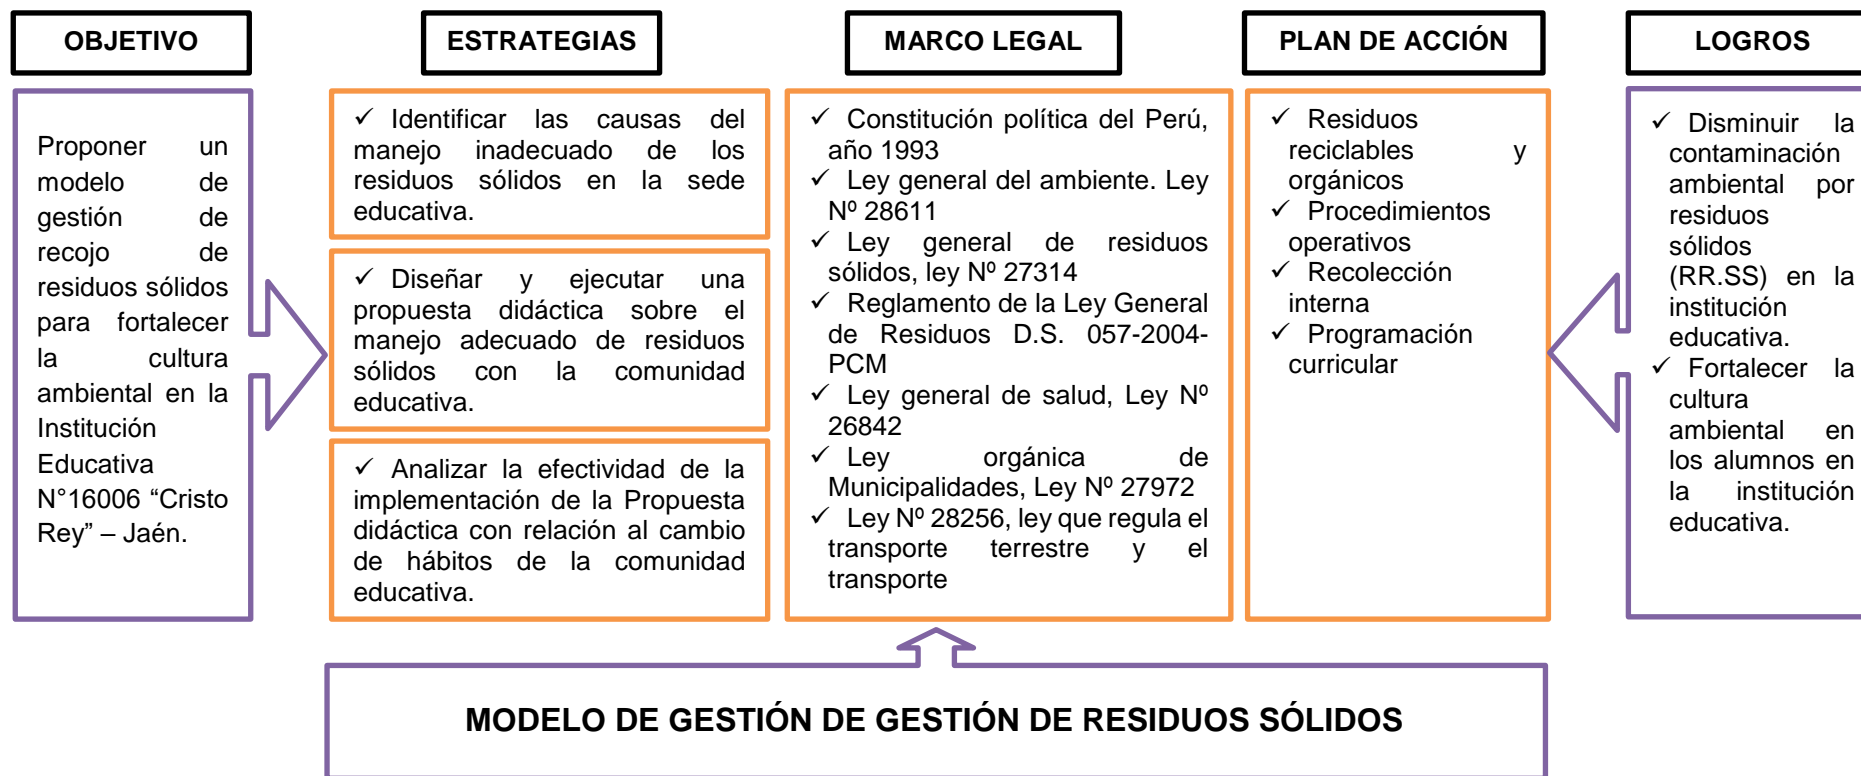 OBJETIVO
Proponer un
modelo de
gestión de
recojo de
residuos sólidos
para fortalecer
la cultura
ambiental en la
Institución
Educativa
N°16006 “Cristo
Rey” – Jaén.
ESTRATEGIAS
✓ Identificar las causas del
manejo inadecuado de los
residuos sólidos en la sede
educativa.
✓ Diseñar y ejecutar una
propuesta didáctica sobre el
manejo adecuado de residuos
sólidos con la comunidad
educativa.
✓ Analizar la efectividad de la
implementación de la Propuesta
didáctica con relación al cambio
de hábitos de la comunidad
educativa.
MARCO LEGAL
✓ Constitución política del Perú,
año 1993
✓ Ley general del ambiente. Ley
Nº 28611
✓ Ley general de residuos
sólidos, ley Nº 27314
✓ Reglamento de la Ley General
de Residuos D.S. 057-2004-
PCM
✓ Ley general de salud, Ley Nº
26842
✓ Ley orgánica de
Municipalidades, Ley Nº 27972
✓ Ley Nº 28256, ley que regula el
transporte terrestre y el
transporte
PLAN DE ACCIÓN
✓ Residuos
reciclables y
orgánicos
✓ Procedimientos
operativos
✓ Recolección
interna
✓ Programación
curricular
LOGROS
✓ Disminuir la
contaminación
ambiental por
residuos
sólidos
(RR.SS) en la
institución
educativa.
✓ Fortalecer la
cultura
ambiental en
los alumnos en
la institución
educativa.
MODELO DE GESTIÓN DE GESTIÓN DE RESIDUOS SÓLIDOS